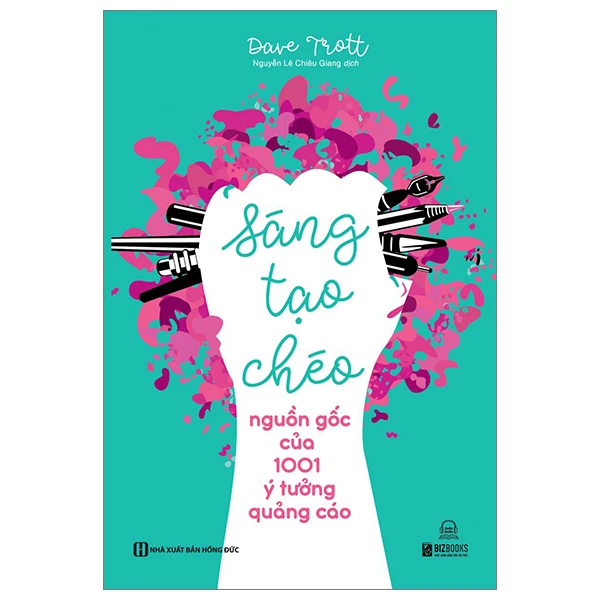 Dave Trott
Nguyễn Lê Chiêu Giang dịch
sáng
tạo
chéo
nguồn gốc
của
1001
ý tưởng
quảng cáo
NHÀ XUẤT BẢN HỒNG ĐỨC
BIZBOOKS